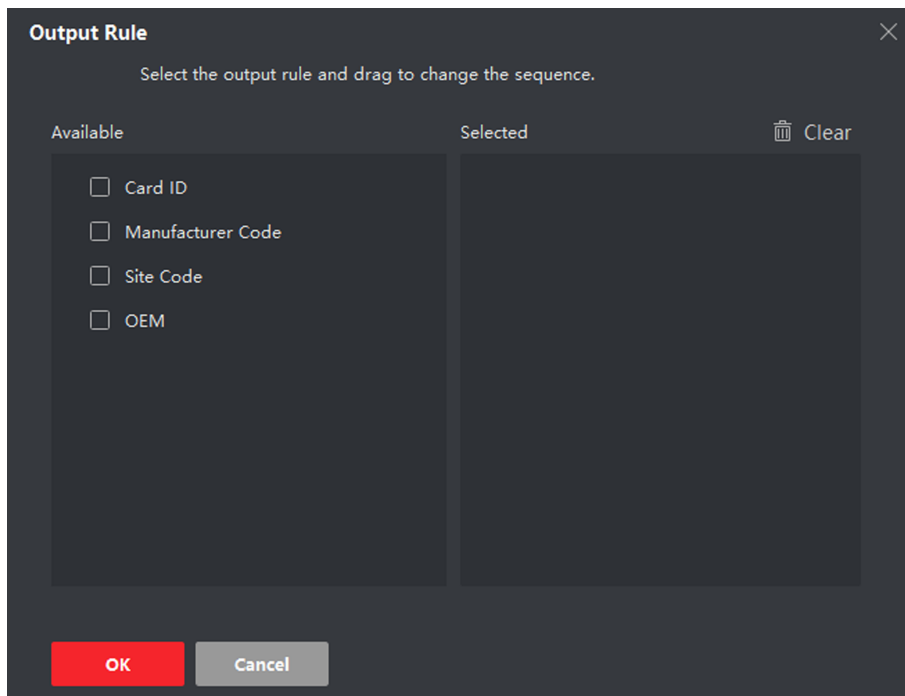 Output Rule
Select the output rule and drag to change the sequence.
Available
Selected
Clear
Card ID
Manufacturer Code
Site Code
OEM
OK
Cancel